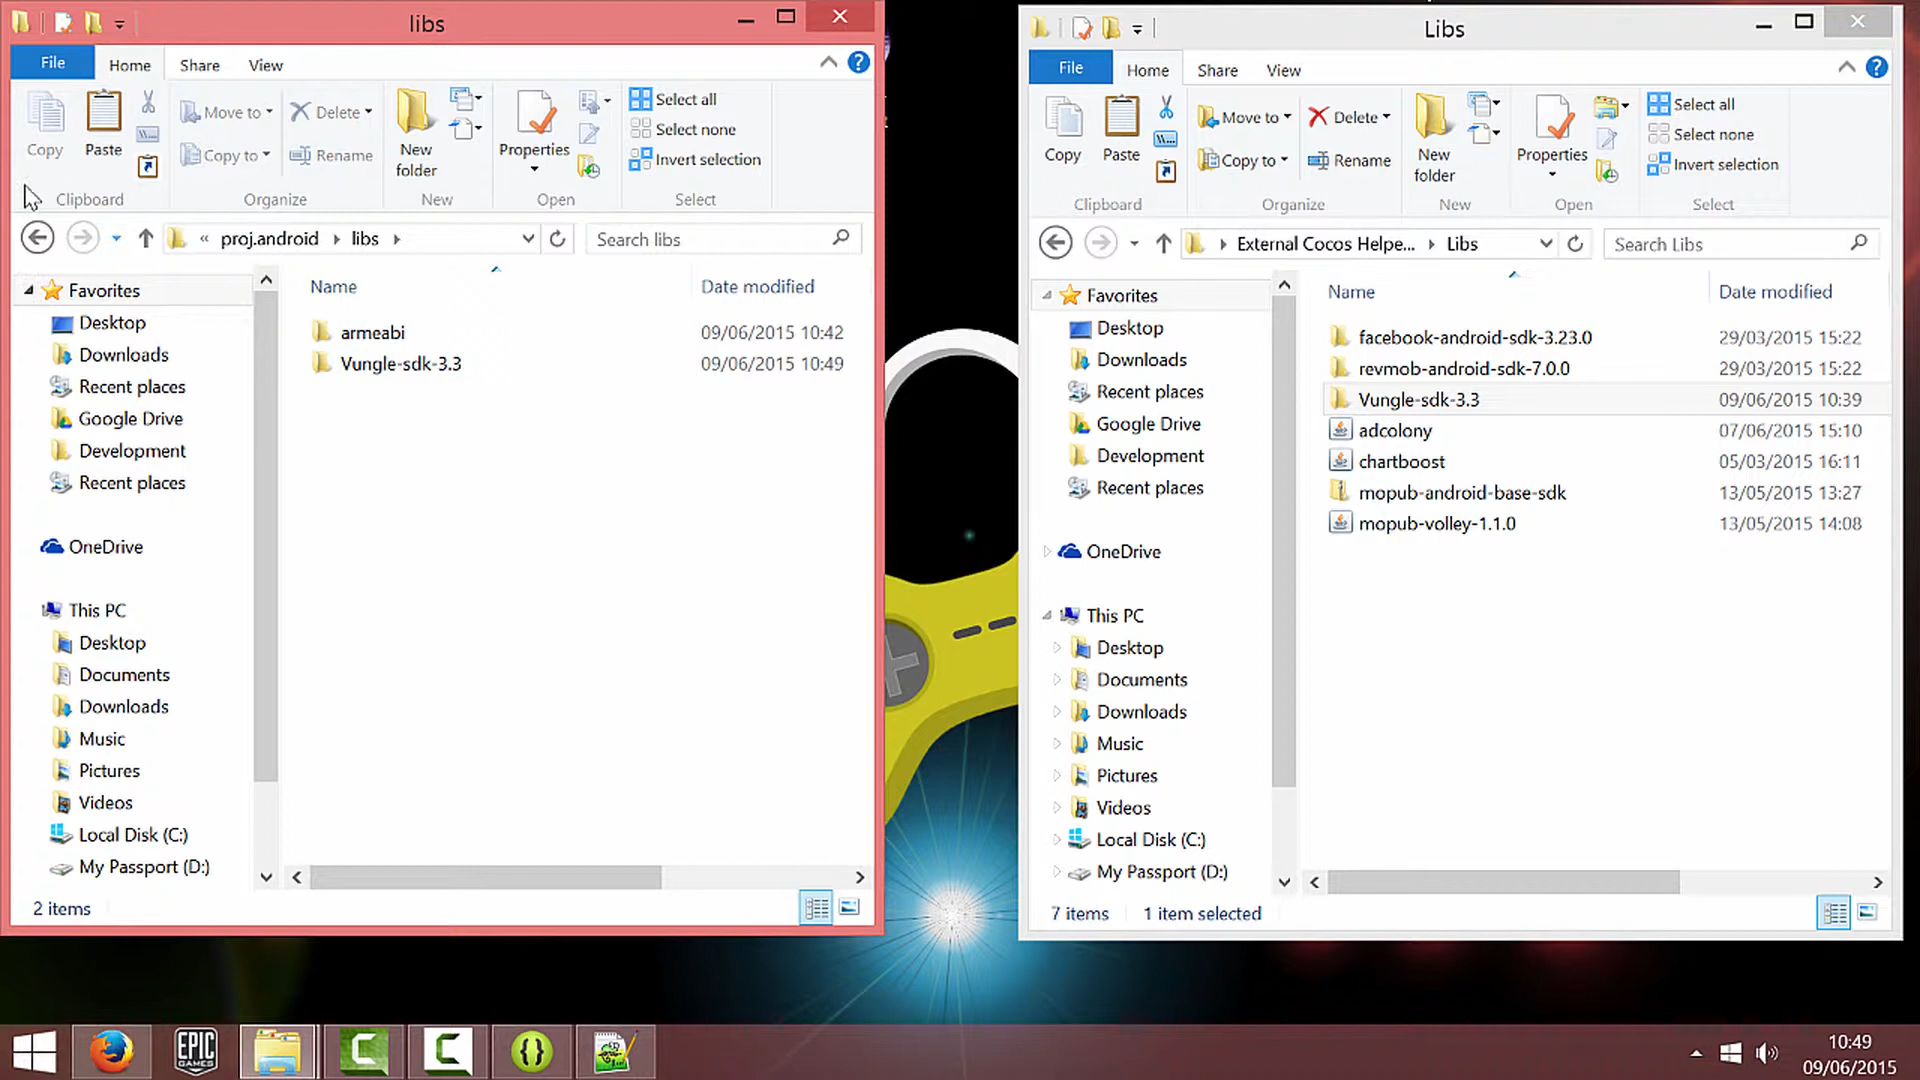 libs
File
Home
Share
View
Copy
Paste
Move to
Copy to
Delete
Rename
New folder
Properties
Select all
Select none
Invert selection
Clipboard
Organize
New
Open
Select
« proj.android libs
Search libs
Favorites
Desktop
Downloads
Recent places
Google Drive
Development
Recent places
OneDrive
This PC
Desktop
Documents
Downloads
Music
Pictures
Videos
Local Disk (C:)
My Passport (D:)
Name Date modified
armeabi 09/06/2015 10:42
Vungle-sdk-3.3 09/06/2015 10:49
2 items
Libs
File
Home
Share
View
Copy
Paste
Move to
Copy to
Delete
Rename
New folder
Properties
Select all
Select none
Invert selection
Clipboard
Organize
New
Open
Select
External Cocos Helpe... Libs
Search Libs
Favorites
Desktop
Downloads
Recent places
Google Drive
Development
Recent places
OneDrive
This PC
Desktop
Documents
Downloads
Music
Pictures
Videos
Local Disk (C:)
My Passport (D:)
Name Date modified
facebook-android-sdk-3.23.0 29/03/2015 15:22
revmob-android-sdk-7.0.0 29/03/2015 15:22
Vungle-sdk-3.3 09/06/2015 10:39
adcolony 07/06/2015 15:10
chartboost 05/03/2015 16:11
mopub-android-base-sdk 13/05/2015 13:27
mopub-volley-1.1.0 13/05/2015 14:08
7 items 1 item selected
EPIC
GAMES
10:49
09/06/2015